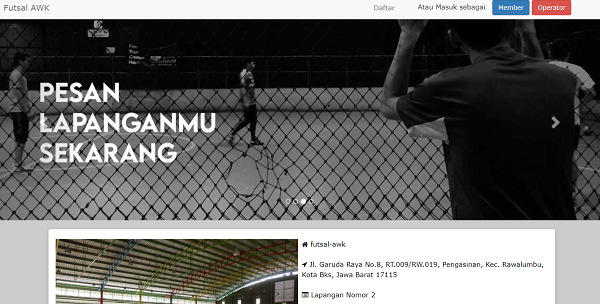 Futsal AWK
Daftar
Atau Masuk sebagai
Member
Operator
PESAN
LAPANGANMU
SEKARANG
futsal-awk
Jl. Garuda Raya No.8, RT.009/RW.019, Pengasinan, Kec. Rawalumbu,
Kota Bks, Jawa Barat 17115
Lapangan Nomor 2